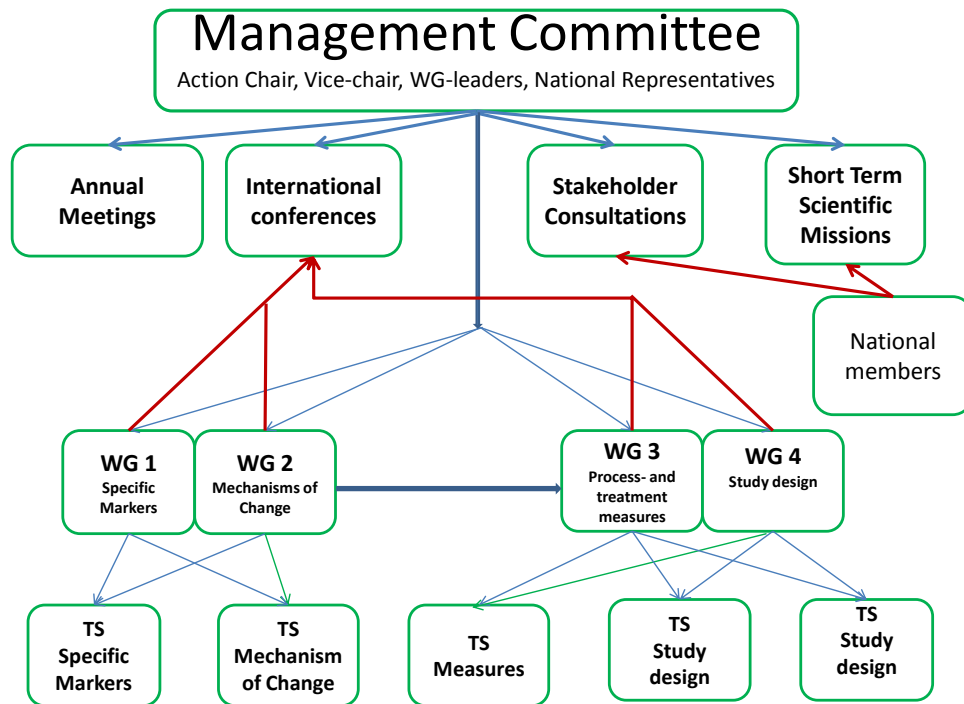 Management Committee
Action Chair, Vice-chair, WG-leaders, National Representatives
Annual
Meetings
International
conferences
Stakeholder
Consultations
Short Term
Scientific
Missions
National
members
WG 1
Specific
Markers
WG 2
Mechanisms of
Change
WG 3
Process- and
treatment
measures
WG 4
Study design
TS
Specific
Markers
TS
Mechanism
of Change
TS
Measures
TS
Study
design
TS
Study
design